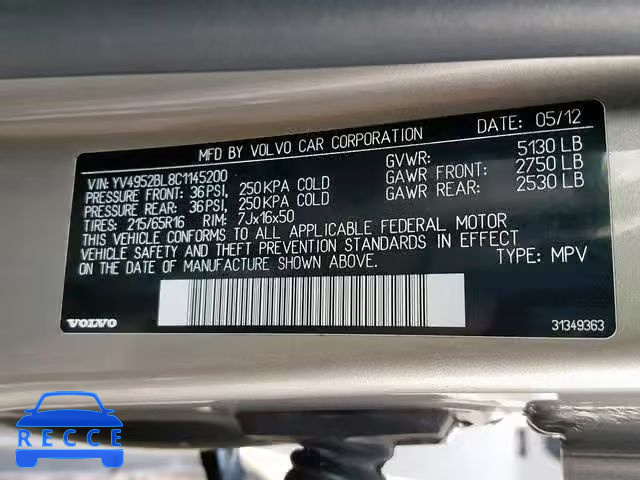 MFD BY VOLVO CAR CORPORATION DATE: 05/12
VIN: YV4952BL8C1145200 GVWR: 5130 LB
PRESSURE FRONT: 36 PSI, 250 KPA COLD GAWR FRONT: 2750 LB
PRESSURE REAR: 36 PSI, 250 KPA COLD GAWR REAR: 2530 LB
TIRES: 215/65R16 RIM: 7Jx16x50
THIS VEHICLE CONFORMS TO ALL APPLICABLE FEDERAL MOTOR
VEHICLE SAFETY AND THEFT PREVENTION STANDARDS IN EFFECT
ON THE DATE OF MANUFACTURE SHOWN ABOVE. TYPE: MPV
VOLVO 31349363
RECCE